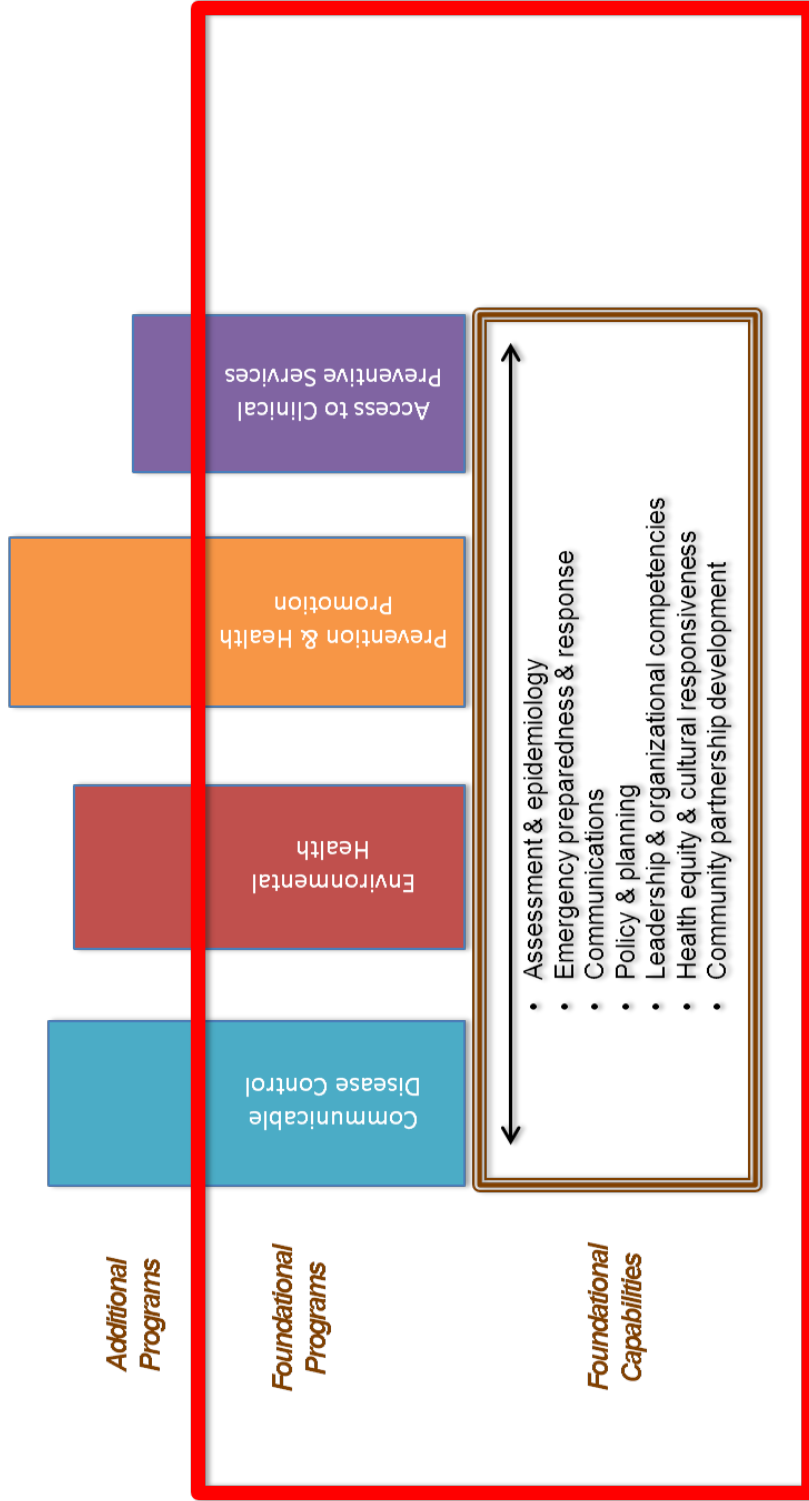 Additional
Programs
Foundational
Programs
Foundational
Capabilities
Communicable
Disease Control
Environmental
Health
Prevention & Health
Promotion
Access to Clinical
Preventive Services
• Assessment & epidemiology
• Emergency preparedness & response
• Communications
• Policy & planning
• Leadership & organizational competencies
• Health equity & cultural responsiveness
• Community partnership development